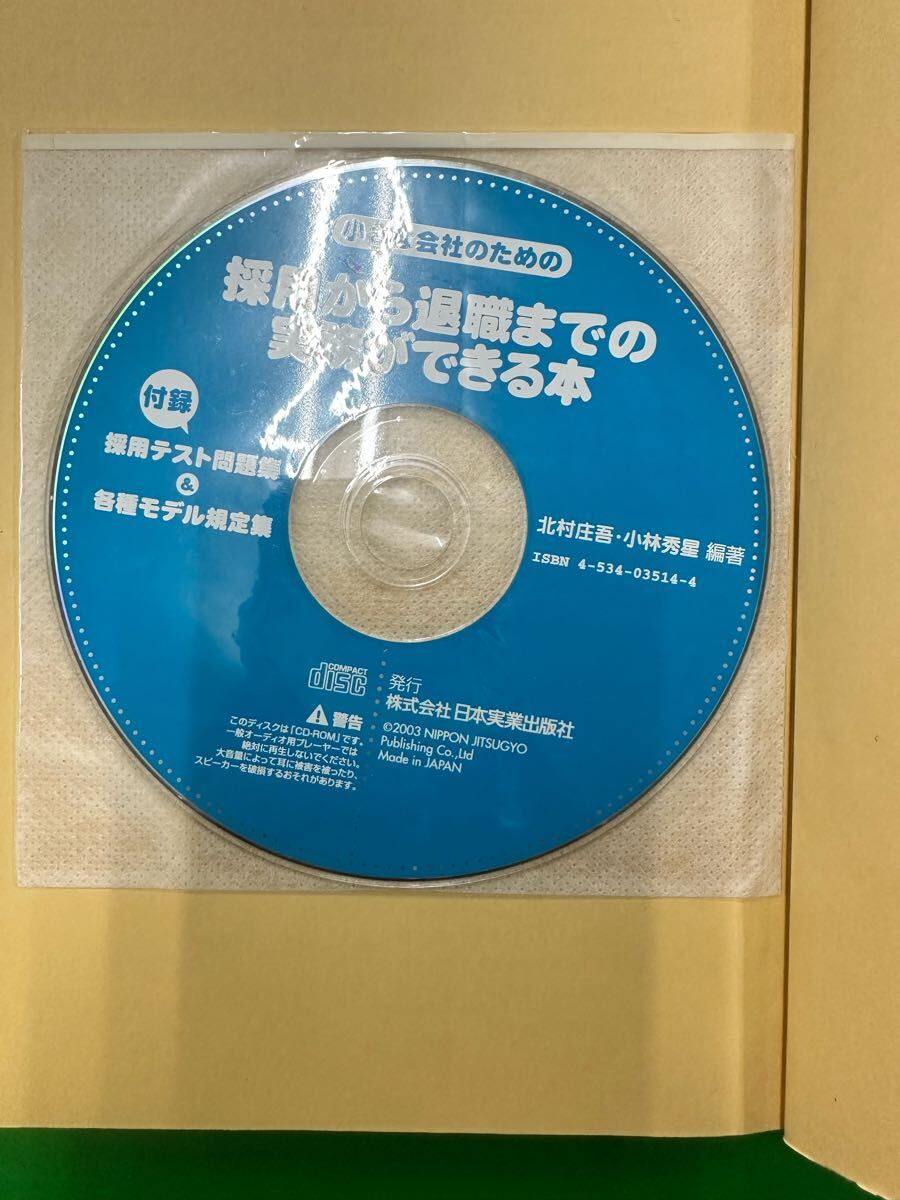 小さな会社のための
採用から退職までの
実務ができる本
付録
採用テスト問題集
&
各種モデル規定集
北村庄吾・小林秀星 編著
ISBN 4-534-03514-4
COMPACT
disc
発行
株式会社 日本実業出版社
©2003 NIPPON JITSUGYO
Publishing Co.,Ltd
Made in JAPAN
警告
このディスクは「CD-ROM」です。
一般オーディオ用プレーヤーでは
絶対に再生しないでください。
大音量によって耳に被害を被ったり、
スピーカーを破損するおそれがあります。